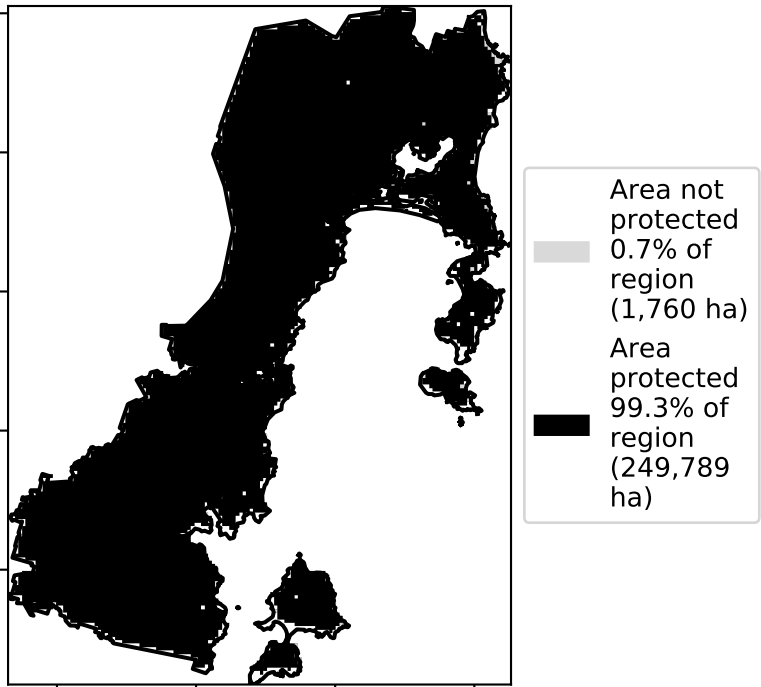 Area not
protected
0.7% of
region
(1,760 ha)
Area
protected
99.3% of
region
(249,789
ha)